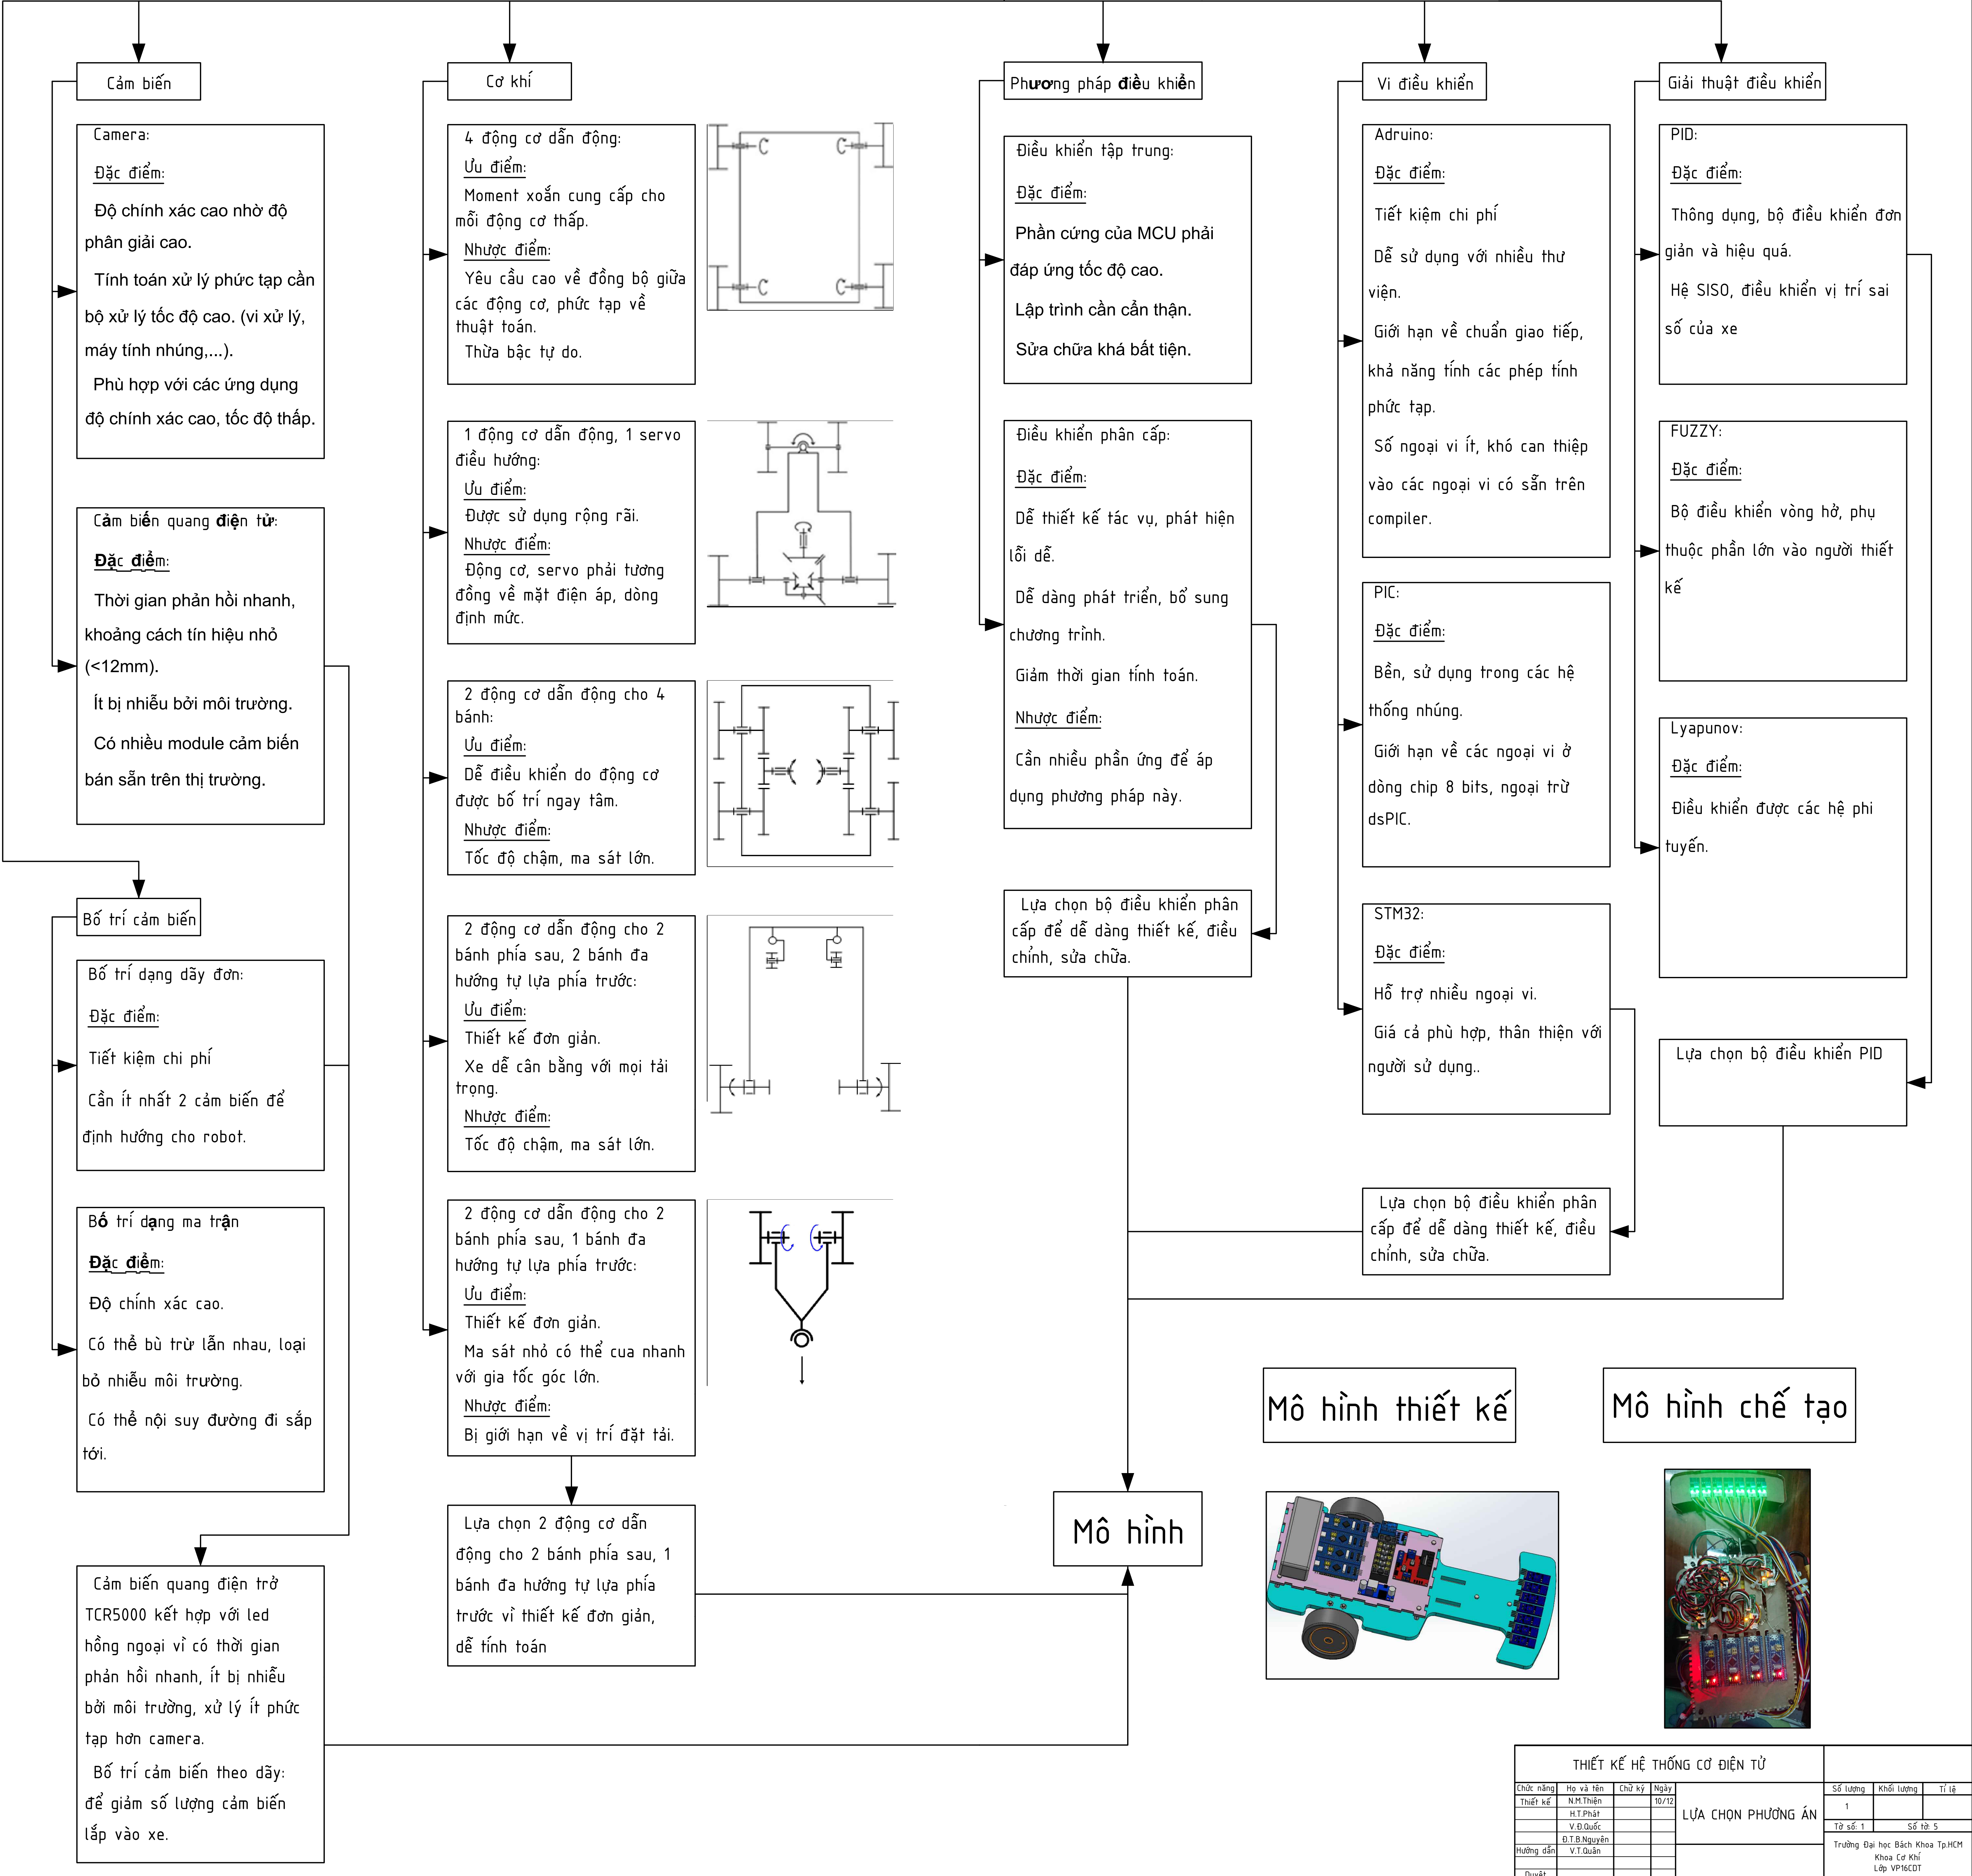 Cảm biến
Camera:
Đặc điểm:
Độ chính xác cao nhờ độ
phân giải cao.
Tính toán xử lý phức tạp cần
bộ xử lý tốc độ cao. (vi xử lý,
máy tính nhúng,...).
Phù hợp với các ứng dụng
độ chính xác cao, tốc độ thấp.
Cảm biến quang điện tử:
Đặc điểm:
Thời gian phản hồi nhanh,
khoảng cách tín hiệu nhỏ
(<12mm).
Ít bị nhiễu bởi môi trường.
Có nhiều module cảm biến
bán sẵn trên thị trường.
Bố trí cảm biến
Bố trí dạng dãy đơn:
Đặc điểm:
Tiết kiệm chi phí
Cần ít nhất 2 cảm biến để
định hướng cho robot.
Bố trí dạng ma trận
Đặc điểm:
Độ chính xác cao.
Có thể bù trừ lẫn nhau, loại
bỏ nhiễu môi trường.
Có thể nội suy đường đi sắp
tới.
Cảm biến quang điện trở
TCR5000 kết hợp với led
hồng ngoại vì có thời gian
phản hồi nhanh, ít bị nhiễu
bởi môi trường, xử lý ít phức
tạp hơn camera.
Bố trí cảm biến theo dãy:
để giảm số lượng cảm biến
lắp vào xe.
Cơ khí
4 động cơ dẫn động:
Ưu điểm:
Moment xoắn cung cấp cho
mỗi động cơ thấp.
Nhược điểm:
Yêu cầu cao về đồng bộ giữa
các động cơ, phức tạp về
thuật toán.
Thừa bậc tự do.
1 động cơ dẫn động, 1 servo
điều hướng:
Ưu điểm:
Được sử dụng rộng rãi.
Nhược điểm:
Động cơ, servo phải tương
đồng về mặt điện áp, dòng
định mức.
2 động cơ dẫn động cho 4
bánh:
Ưu điểm:
Dễ điều khiển do động cơ
được bố trí ngay tâm.
Nhược điểm:
Tốc độ chậm, ma sát lớn.
2 động cơ dẫn động cho 2
bánh phía sau, 2 bánh đa
hướng tự lựa phía trước:
Ưu điểm:
Thiết kế đơn giản.
Xe dễ cân bằng với mọi tải
trọng.
Nhược điểm:
Tốc độ chậm, ma sát lớn.
2 động cơ dẫn động cho 2
bánh phía sau, 1 bánh đa
hướng tự lựa phía trước:
Ưu điểm:
Thiết kế đơn giản.
Ma sát nhỏ có thể cua nhanh
với gia tốc góc lớn.
Nhược điểm:
Bị giới hạn về vị trí đặt tải.
Lựa chọn 2 động cơ dẫn
động cho 2 bánh phía sau, 1
bánh đa hướng tự lựa phía
trước vì thiết kế đơn giản,
dễ tính toán
Phương pháp điều khiển
Điều khiển tập trung:
Đặc điểm:
Phần cứng của MCU phải
đáp ứng tốc độ cao.
Lập trình cần cẩn thận.
Sửa chữa khá bất tiện.
Điều khiển phân cấp:
Đặc điểm:
Dễ thiết kế tác vụ, phát hiện
lỗi dễ.
Dễ dàng phát triển, bổ sung
chương trình.
Giảm thời gian tính toán.
Nhược điểm:
Cần nhiều phần ứng để áp
dụng phương pháp này.
Lựa chọn bộ điều khiển phân
cấp để dễ dàng thiết kế, điều
chỉnh, sửa chữa.
Mô hình
Vi điều khiển
Adruino:
Đặc điểm:
Tiết kiệm chi phí
Dễ sử dụng với nhiều thư
viện.
Giới hạn về chuẩn giao tiếp,
khả năng tính các phép tính
phức tạp.
Số ngoại vi ít, khó can thiệp
vào các ngoại vi có sẵn trên
compiler.
PIC:
Đặc điểm:
Bền, sử dụng trong các hệ
thống nhúng.
Giới hạn về các ngoại vi ở
dòng chip 8 bits, ngoại trừ
dsPIC.
STM32:
Đặc điểm:
Hỗ trợ nhiều ngoại vi.
Giá cả phù hợp, thân thiện với
người sử dụng..
Lựa chọn bộ điều khiển phân
cấp để dễ dàng thiết kế, điều
chỉnh, sửa chữa.
Giải thuật điều khiển
PID:
Đặc điểm:
Thông dụng, bộ điều khiển đơn
giản và hiệu quả.
Hệ SISO, điều khiển vị trí sai
số của xe
FUZZY:
Đặc điểm:
Bộ điều khiển vòng hở, phụ
thuộc phần lớn vào người thiết
kế
Lyapunov:
Đặc điểm:
Điều khiển được các hệ phi
tuyến.
Lựa chọn bộ điều khiển PID
Mô hình thiết kế
Mô hình chế tạo
THIẾT KẾ HỆ THỐNG CƠ ĐIỆN TỬ
Chức năng Họ và tên Chữ ký Ngày
Thiết kế N.M.Thiện 10/12
H.T.Phát
V.Đ.Quốc
Đ.T.B.Nguyên
Hướng dẫn V.T.Quân
Duyệt
LỰA CHỌN PHƯƠNG ÁN
Số lượng Khối lượng Tỉ lệ
1
Tờ số: 1 Số tờ: 5
Trường Đại học Bách Khoa Tp.HCM
Khoa Cơ Khí
Lớp VP16CDT